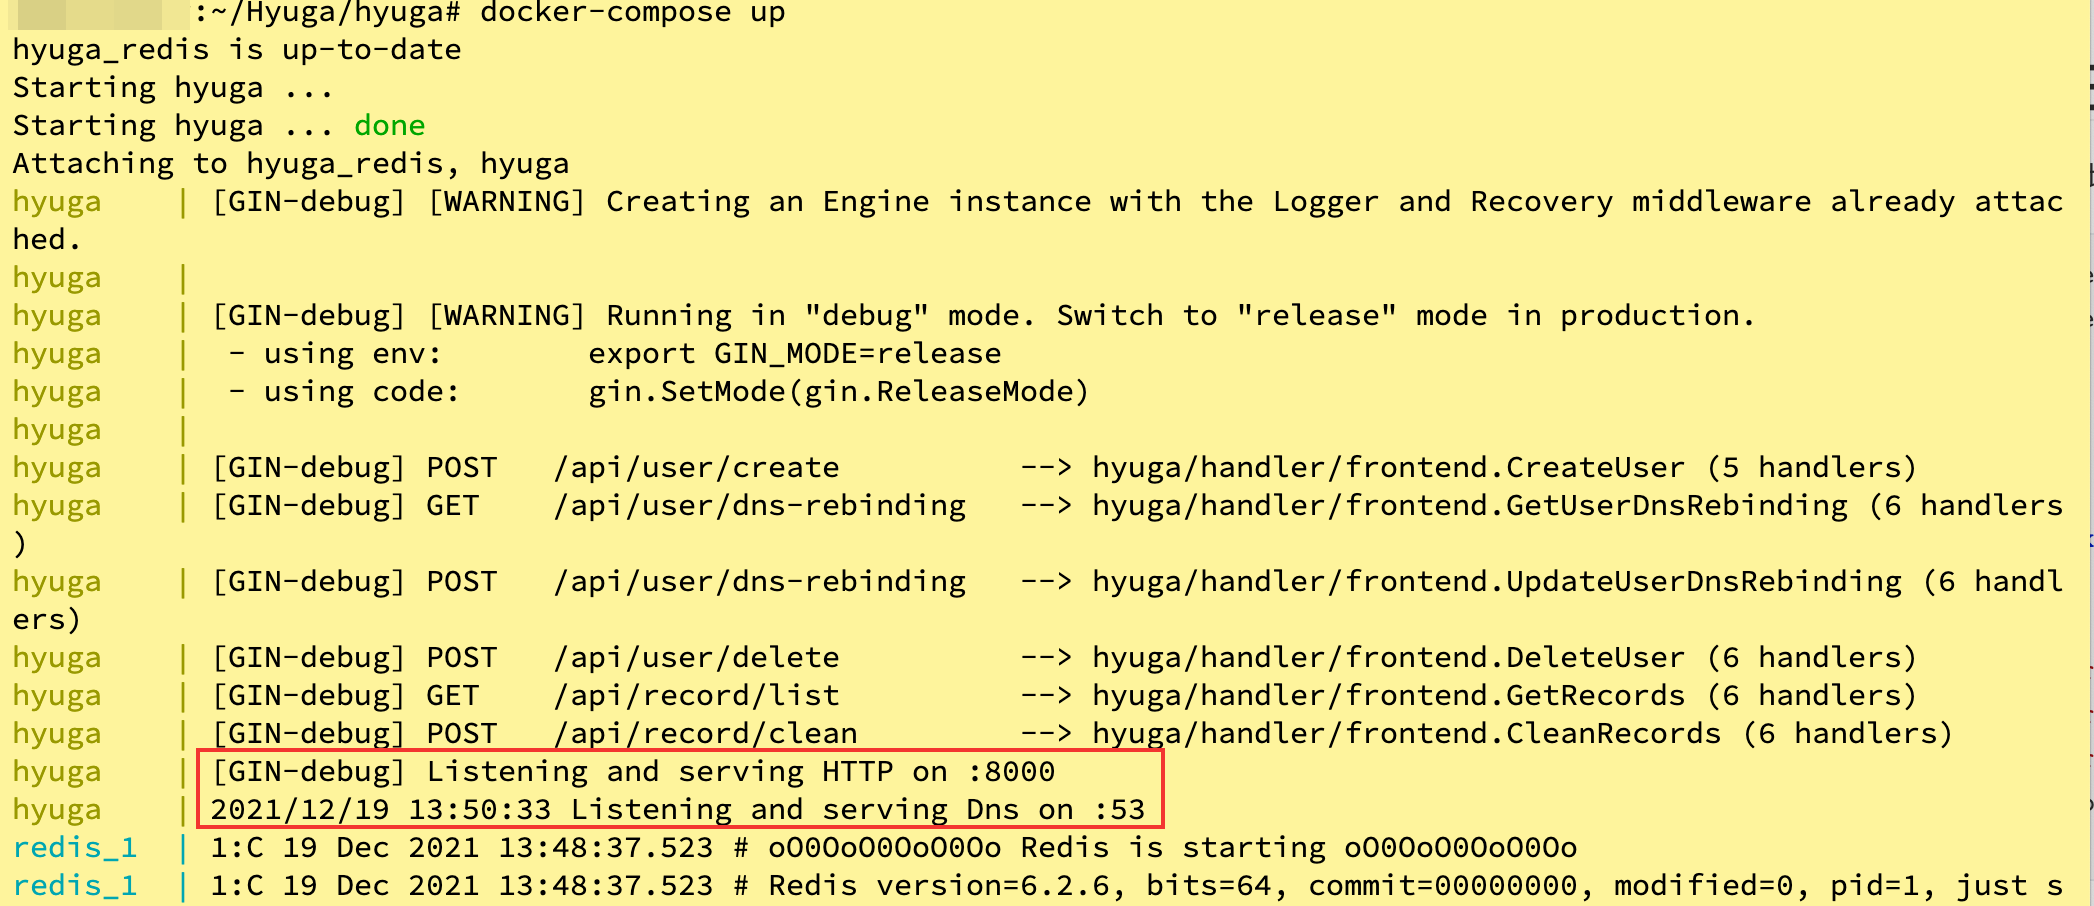 :~/Hyuga/hyuga# docker-compose up
hyuga_redis is up-to-date
Starting hyuga ...
Starting hyuga ... done
Attaching to hyuga_redis, hyuga
hyuga    | [GIN-debug] [WARNING] Creating an Engine instance with the Logger and Recovery middleware already attac
hed.
hyuga    |
hyuga    | [GIN-debug] [WARNING] Running in "debug" mode. Switch to "release" mode in production.
hyuga    |  - using env:        export GIN_MODE=release
hyuga    |  - using code:       gin.SetMode(gin.ReleaseMode)
hyuga    |
hyuga    | [GIN-debug] POST   /api/user/create          --> hyuga/handler/frontend.CreateUser (5 handlers)
hyuga    | [GIN-debug] GET    /api/user/dns-rebinding   --> hyuga/handler/frontend.GetUserDnsRebinding (6 handlers
)
hyuga    | [GIN-debug] POST   /api/user/dns-rebinding   --> hyuga/handler/frontend.UpdateUserDnsRebinding (6 handl
ers)
hyuga    | [GIN-debug] POST   /api/user/delete          --> hyuga/handler/frontend.DeleteUser (6 handlers)
hyuga    | [GIN-debug] GET    /api/record/list          --> hyuga/handler/frontend.GetRecords (6 handlers)
hyuga    | [GIN-debug] POST   /api/record/clean         --> hyuga/handler/frontend.CleanRecords (6 handlers)
hyuga    | [GIN-debug] Listening and serving HTTP on :8000
hyuga    | 2021/12/19 13:50:33 Listening and serving Dns on :53
redis_1  | 1:C 19 Dec 2021 13:48:37.523 # oO0OoO0OoO0Oo Redis is starting oO0OoO0OoO0Oo
redis_1  | 1:C 19 Dec 2021 13:48:37.523 # Redis version=6.2.6, bits=64, commit=00000000, modified=0, pid=1, just s